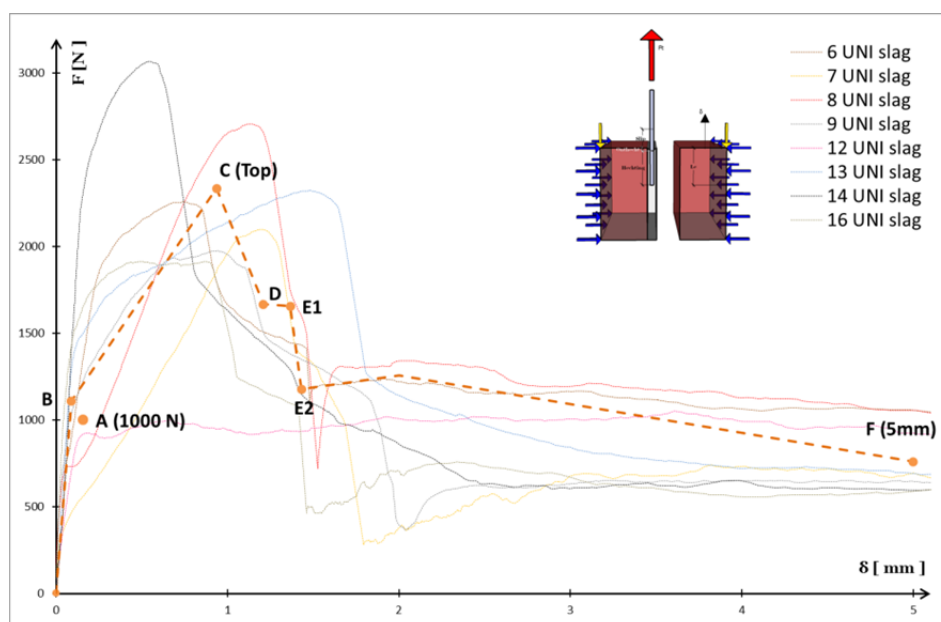 F[N]
3000
2500
2000
1500
1000
500
0
0
1
2
3
4
5
δ [ mm ]
C (Top)
D
E1
B
A (1000 N)
E2
F (5mm)
6 UNI slag
7 UNI slag
8 UNI slag
9 UNI slag
12 UNI slag
13 UNI slag
14 UNI slag
16 UNI slag